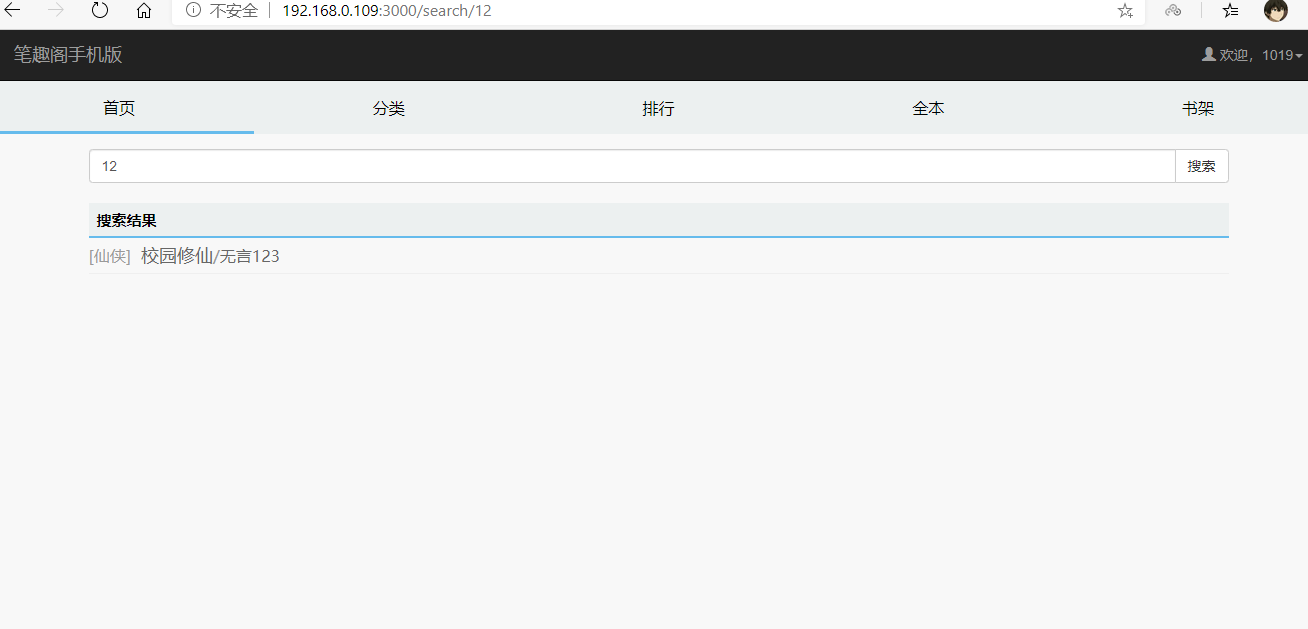 不安全 192.168.0.109:3000/search/12
笔趣阁手机版 欢迎，1019
首页 分类 排行 全本 书架
12 搜索
搜索结果
[仙侠] 校园修仙/无言123